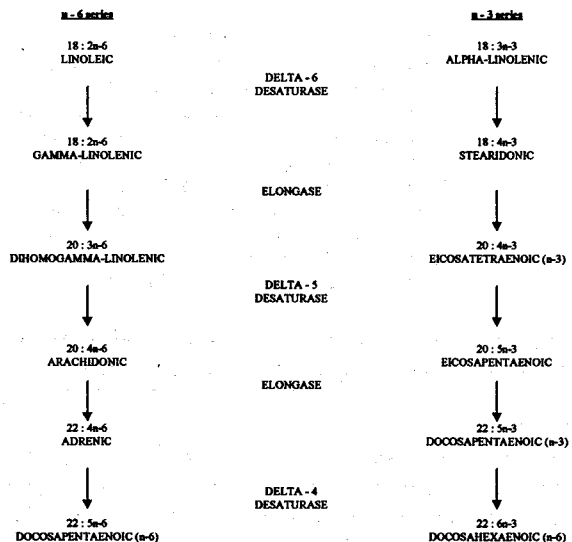 n - 6 series
n - 3 series
18 : 2n-6
LINOLEIC
18 : 3n-3
ALPHA-LINOLENIC
DELTA - 6
DESATURASE
18 : 2n-6
GAMMA-LINOLENIC
18 : 4n-3
STEARIDONIC
ELONGASE
20 : 3n-6
DIHOMOGAMMA-LINOLENIC
20 : 4n-3
EICOSATETRAENOIC (n-3)
DELTA - 5
DESATURASE
20 : 4n-6
ARACHIDONIC
20 : 5n-3
EICOSAPENTAENOIC
ELONGASE
22 : 4n-6
ADRENIC
22 : 5n-3
DOCOSAPENTAENOIC (n-3)
DELTA - 4
DESATURASE
22 : 5n-6
DOCOSAPENTAENOIC (n-6)
22 : 6n-3
DOCOSAHEXAENOIC (n-6)